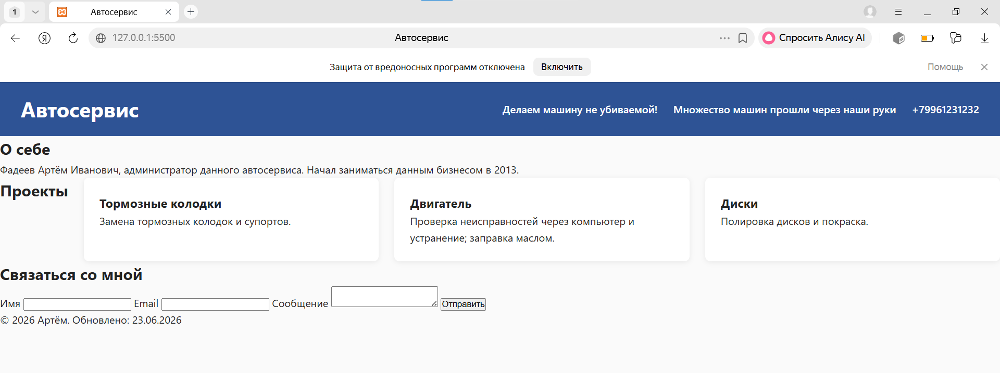 1
Автосервис
Я
127.0.0.1:5500
Автосервис
Спросить Алису AI
Защита от вредоносных программ отключена
Включить
Помощь
Автосервис
Делаем машину не убиваемой!
Множество машин прошли через наши руки
+79961231232
О себе
Фадеев Артём Иванович, администратор данного автосервиса. Начал заниматься данным бизнесом в 2013.
Проекты
Тормозные колодки
Замена тормозных колодок и супортов.
Двигатель
Проверка неисправностей через компьютер и
устранение; заправка маслом.
Диски
Полировка дисков и покраска.
Связаться со мной
Имя
Email
Сообщение
Отправить
© 2026 Артём. Обновлено: 23.06.2026